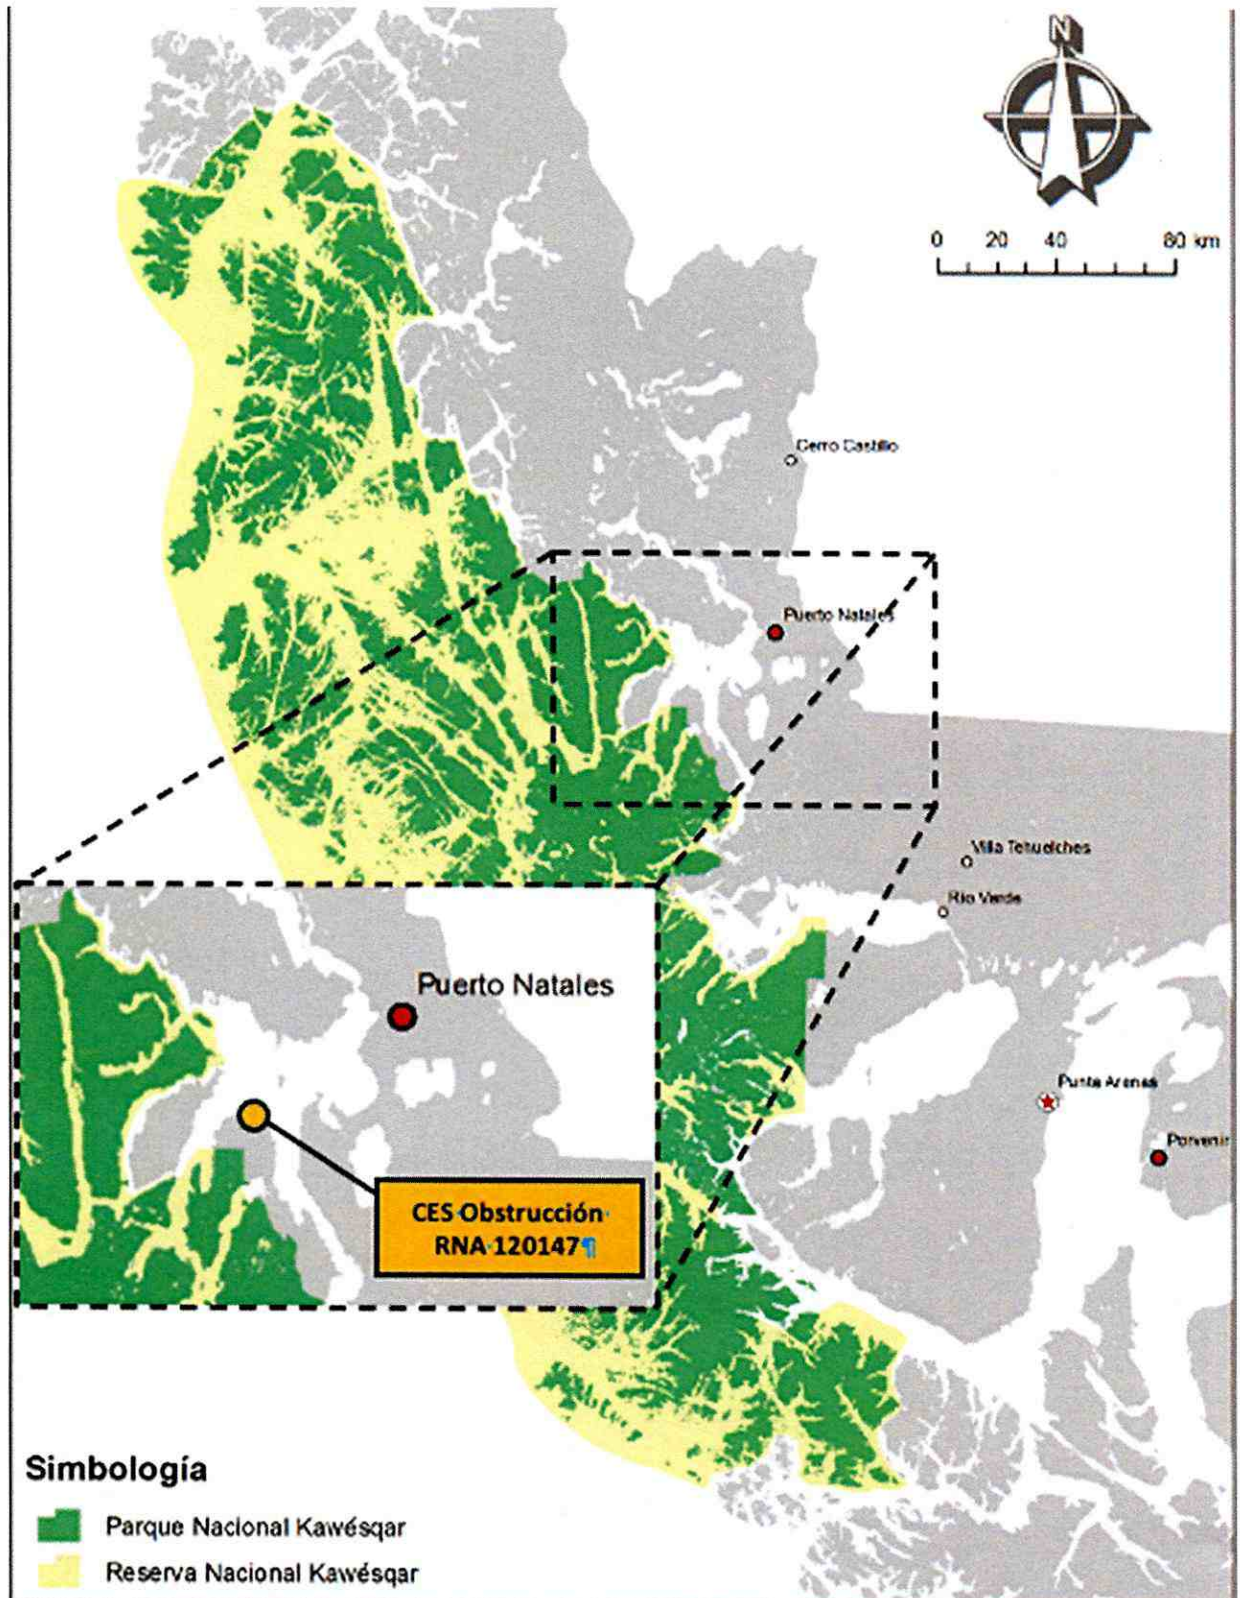 N
0 20 40 80 km
Cerro Castillo
Puerto Natales
Villa Tehuelches
Río Verde
Puerto Natales
Punta Arenas
Porvenir
CES·Obstrucción·
RNA·120147¶
Simbología
Parque Nacional Kawésqar
Reserva Nacional Kawésqar